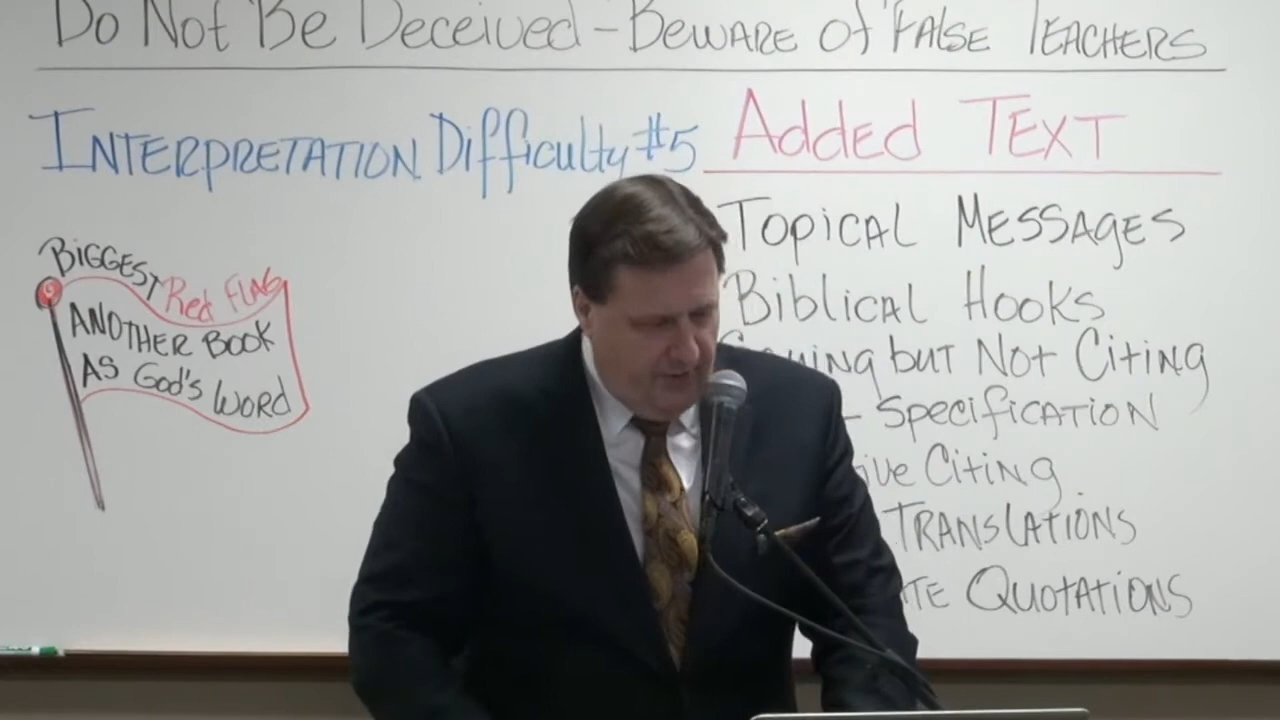 Do Not Be Deceived - Beware of False Teachers
Interpretation Difficulty #5
Added Text
Topical Messages
Biblical Hooks
but Not Citing
- Specification
Citing
Translations
Quotations
Biggest Red Flag
Another Book
As God's Word